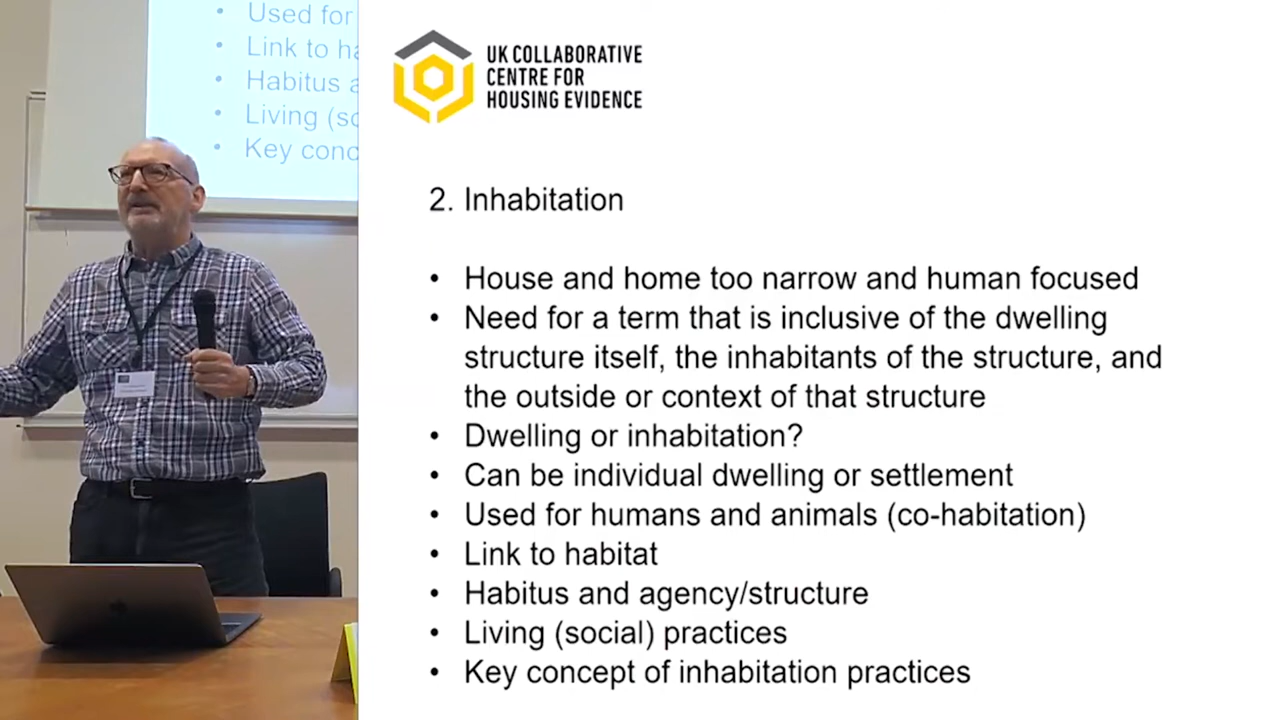 Used for
Link to ha
Habitus a
Living (so
Key conc
UK COLLABORATIVE
CENTRE FOR
HOUSING EVIDENCE
2. Inhabitation
• House and home too narrow and human focused
• Need for a term that is inclusive of the dwelling
structure itself, the inhabitants of the structure, and
the outside or context of that structure
• Dwelling or inhabitation?
• Can be individual dwelling or settlement
• Used for humans and animals (co-habitation)
• Link to habitat
• Habitus and agency/structure
• Living (social) practices
• Key concept of inhabitation practices